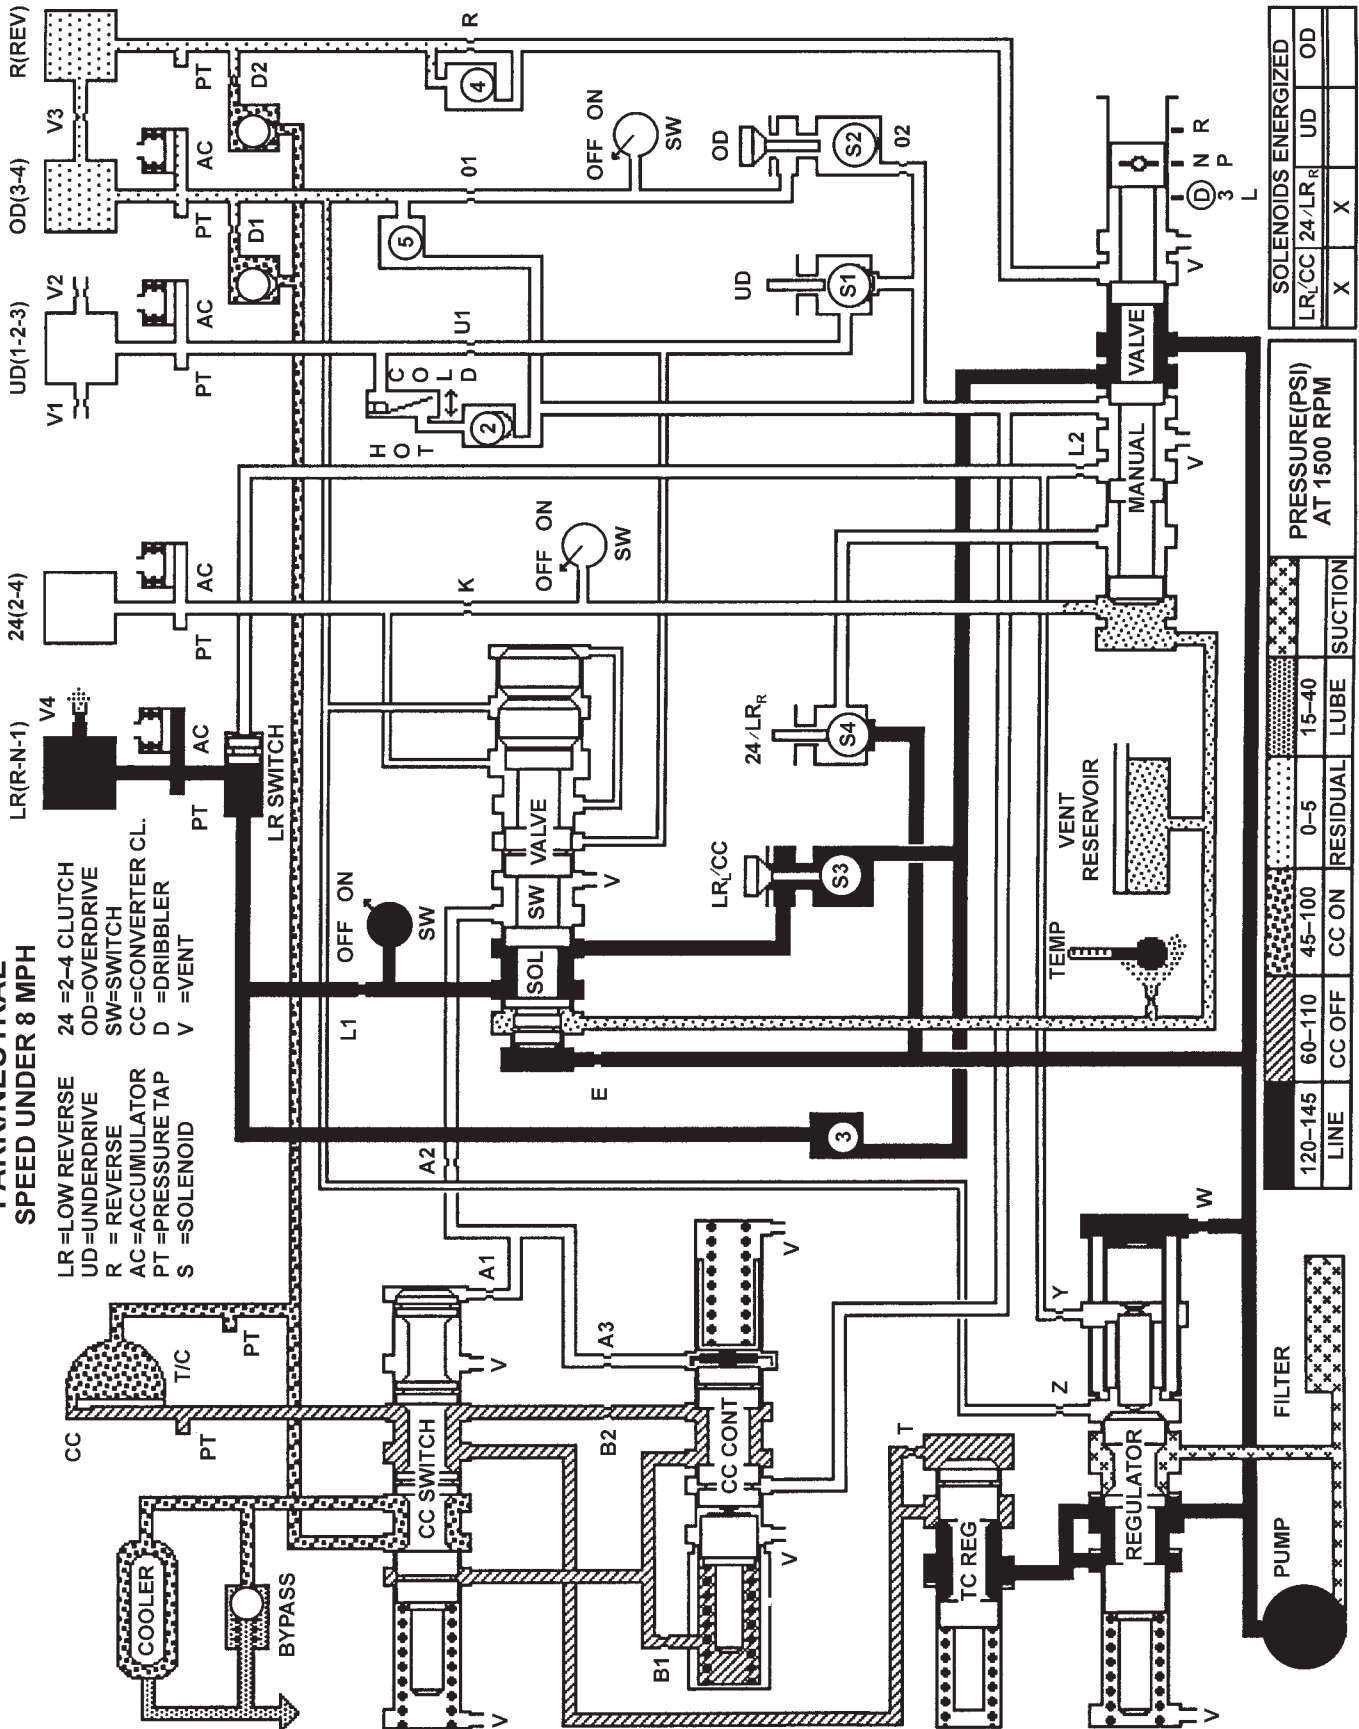 PARK/NEUTRAL
SPEED UNDER 8 MPH
LR =LOW REVERSE
UD =UNDERDRIVE
R = REVERSE
AC =ACCUMULATOR
PT =PRESSURE TAP
S =SOLENOID
24 =2–4 CLUTCH
OD=OVERDRIVE
SW=SWITCH
CC=CONVERTER CL.
D =DRIBBLER
V =VENT
LR(R-N-1)
24(2-4)
UD(1-2-3)
OD(3-4)
R(REV)
V4
V1
V2
V3
PT
AC
PT
AC
PT
AC
PT
AC
PT
D1
D2
LR SWITCH
COOLER
BYPASS
CC
T/C
PT
PT
CC SWITCH
V
V
A1
A2
A3
B1
B2
CC CONT
V
V
L1
OFF ON
SW
SOL
SW
VALVE
V
E
K
OFF ON
SW
HOT
COLD
U1
2
5
4
R
01
OFF ON
SW
OD
S2
02
UD
S1
LRL/CC
S3
24/LRR
S4
3
TEMP
VENT
RESERVOIR
L2
MANUAL
VALVE
V
V
D
N
R
3
P
L
T
TC REG
Z
Y
W
REGULATOR
V
V
PUMP
FILTER
120–145
60–110
45–100
0–5
15–40
LINE
CC OFF
CC ON
RESIDUAL
LUBE
SUCTION
PRESSURE(PSI)
AT 1500 RPM
SOLENOIDS ENERGIZED
LRL/CC
24/LRR
UD
OD
X
X